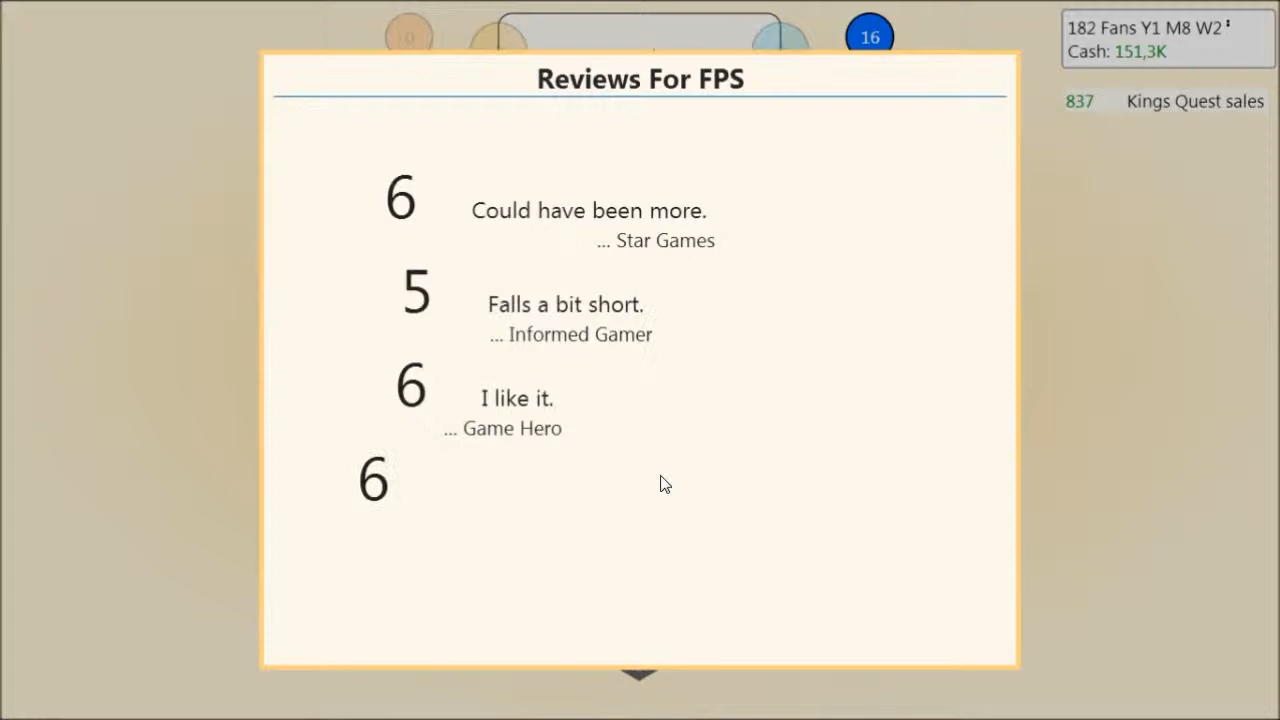 16
182 Fans Y1 M8 W2
Cash: 151,3K
837 Kings Quest sales
Reviews For FPS
6 Could have been more.
... Star Games
5 Falls a bit short.
... Informed Gamer
6 I like it.
... Game Hero
6